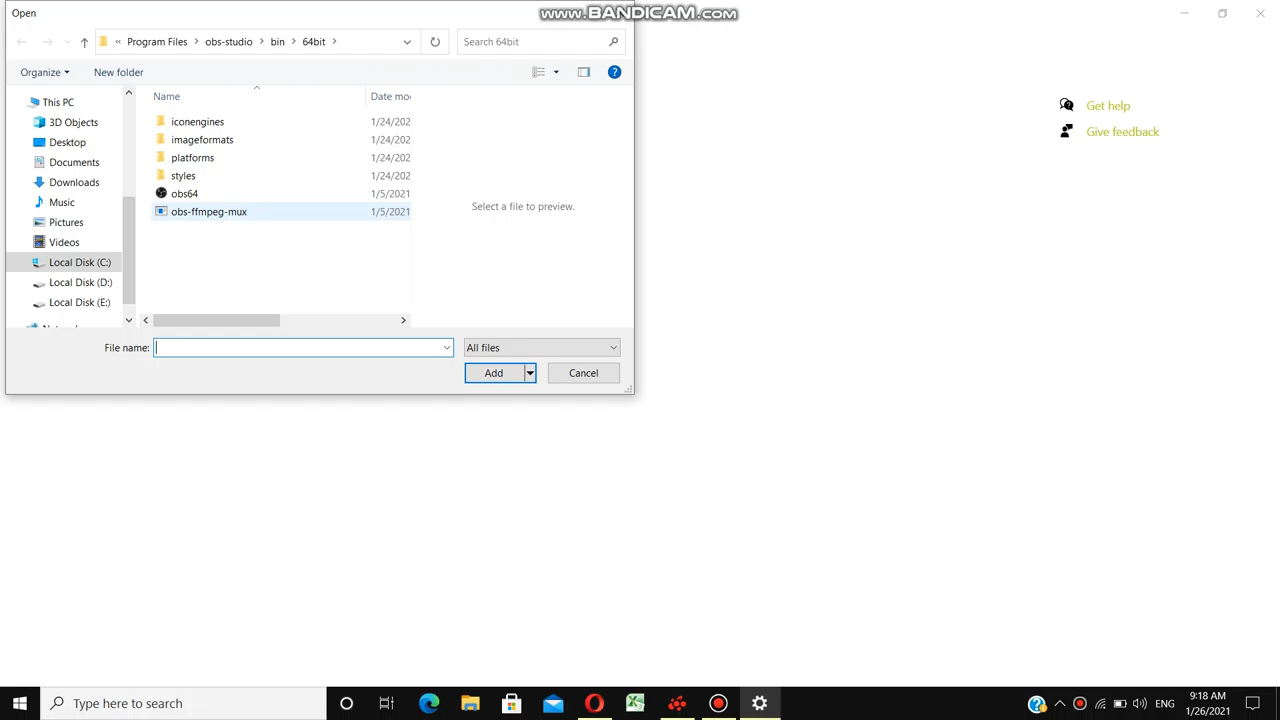 Open
www.BANDICAM.com
« Program Files > obs-studio > bin > 64bit >
Search 64bit
Organize
New folder
?
This PC
3D Objects
Desktop
Documents
Downloads
Music
Pictures
Videos
Local Disk (C:)
Local Disk (D:)
Local Disk (E:)
Name
Date mo
iconengines 1/24/202
imageformats 1/24/202
platforms 1/24/202
styles 1/24/202
obs64 1/5/2021
obs-ffmpeg-mux 1/5/2021
Select a file to preview.
File name:
All files
Add
Cancel
Get help
Give feedback
Type here to search
ENG
9:18 AM
1/26/2021